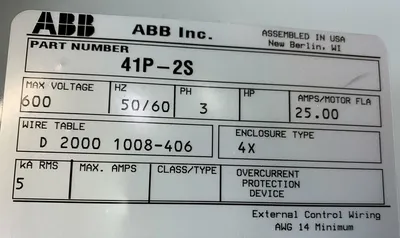 ABB ABB Inc. ASSEMBLED IN USA
New Berlin, WI
PART NUMBER
41P-2S
MAX VOLTAGE HZ PH HP AMPS/MOTOR FLA
600 50/60 3 25.00
WIRE TABLE ENCLOSURE TYPE
D 2000 1008-406 4X
kA RMS MAX. AMPS CLASS/TYPE OVERCURRENT
5 PROTECTION
DEVICE
External Control Wiring
AWG 14 Minimum